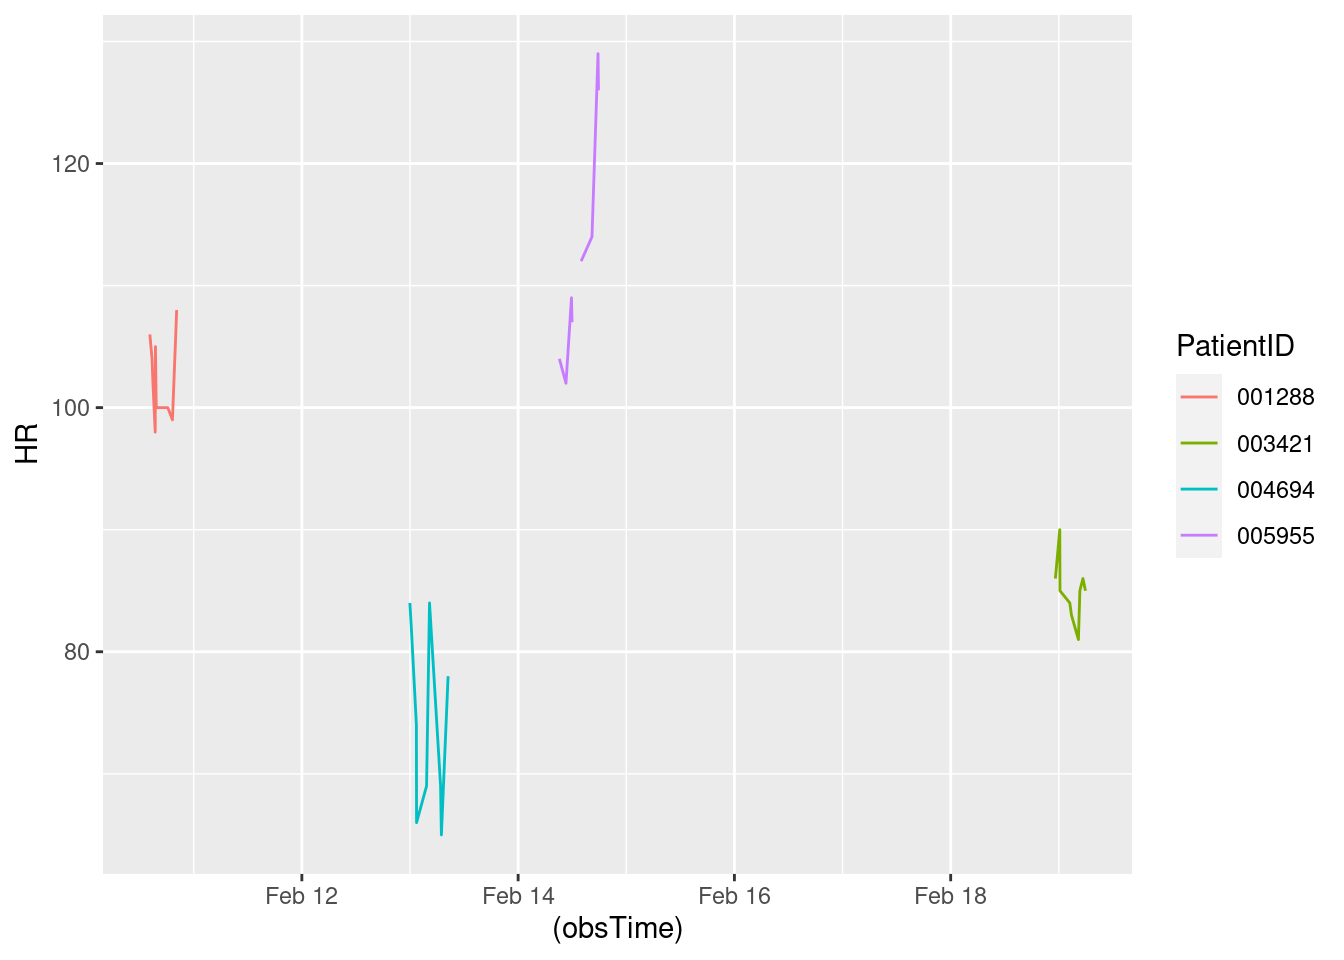 120
100
80
HR
Feb 12
Feb 14
Feb 16
Feb 18
(obsTime)
PatientID
001288
003421
004694
005955